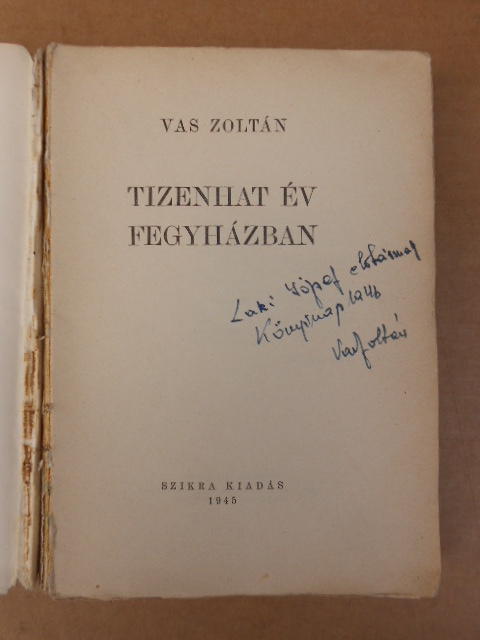 VAS ZOLTÁN
TIZENHAT ÉV
FEGYHÁZBAN
Laki József elvtársnak
Könyvnap 1946
Vas Zoltán
SZIKRA KIADÁS
1945